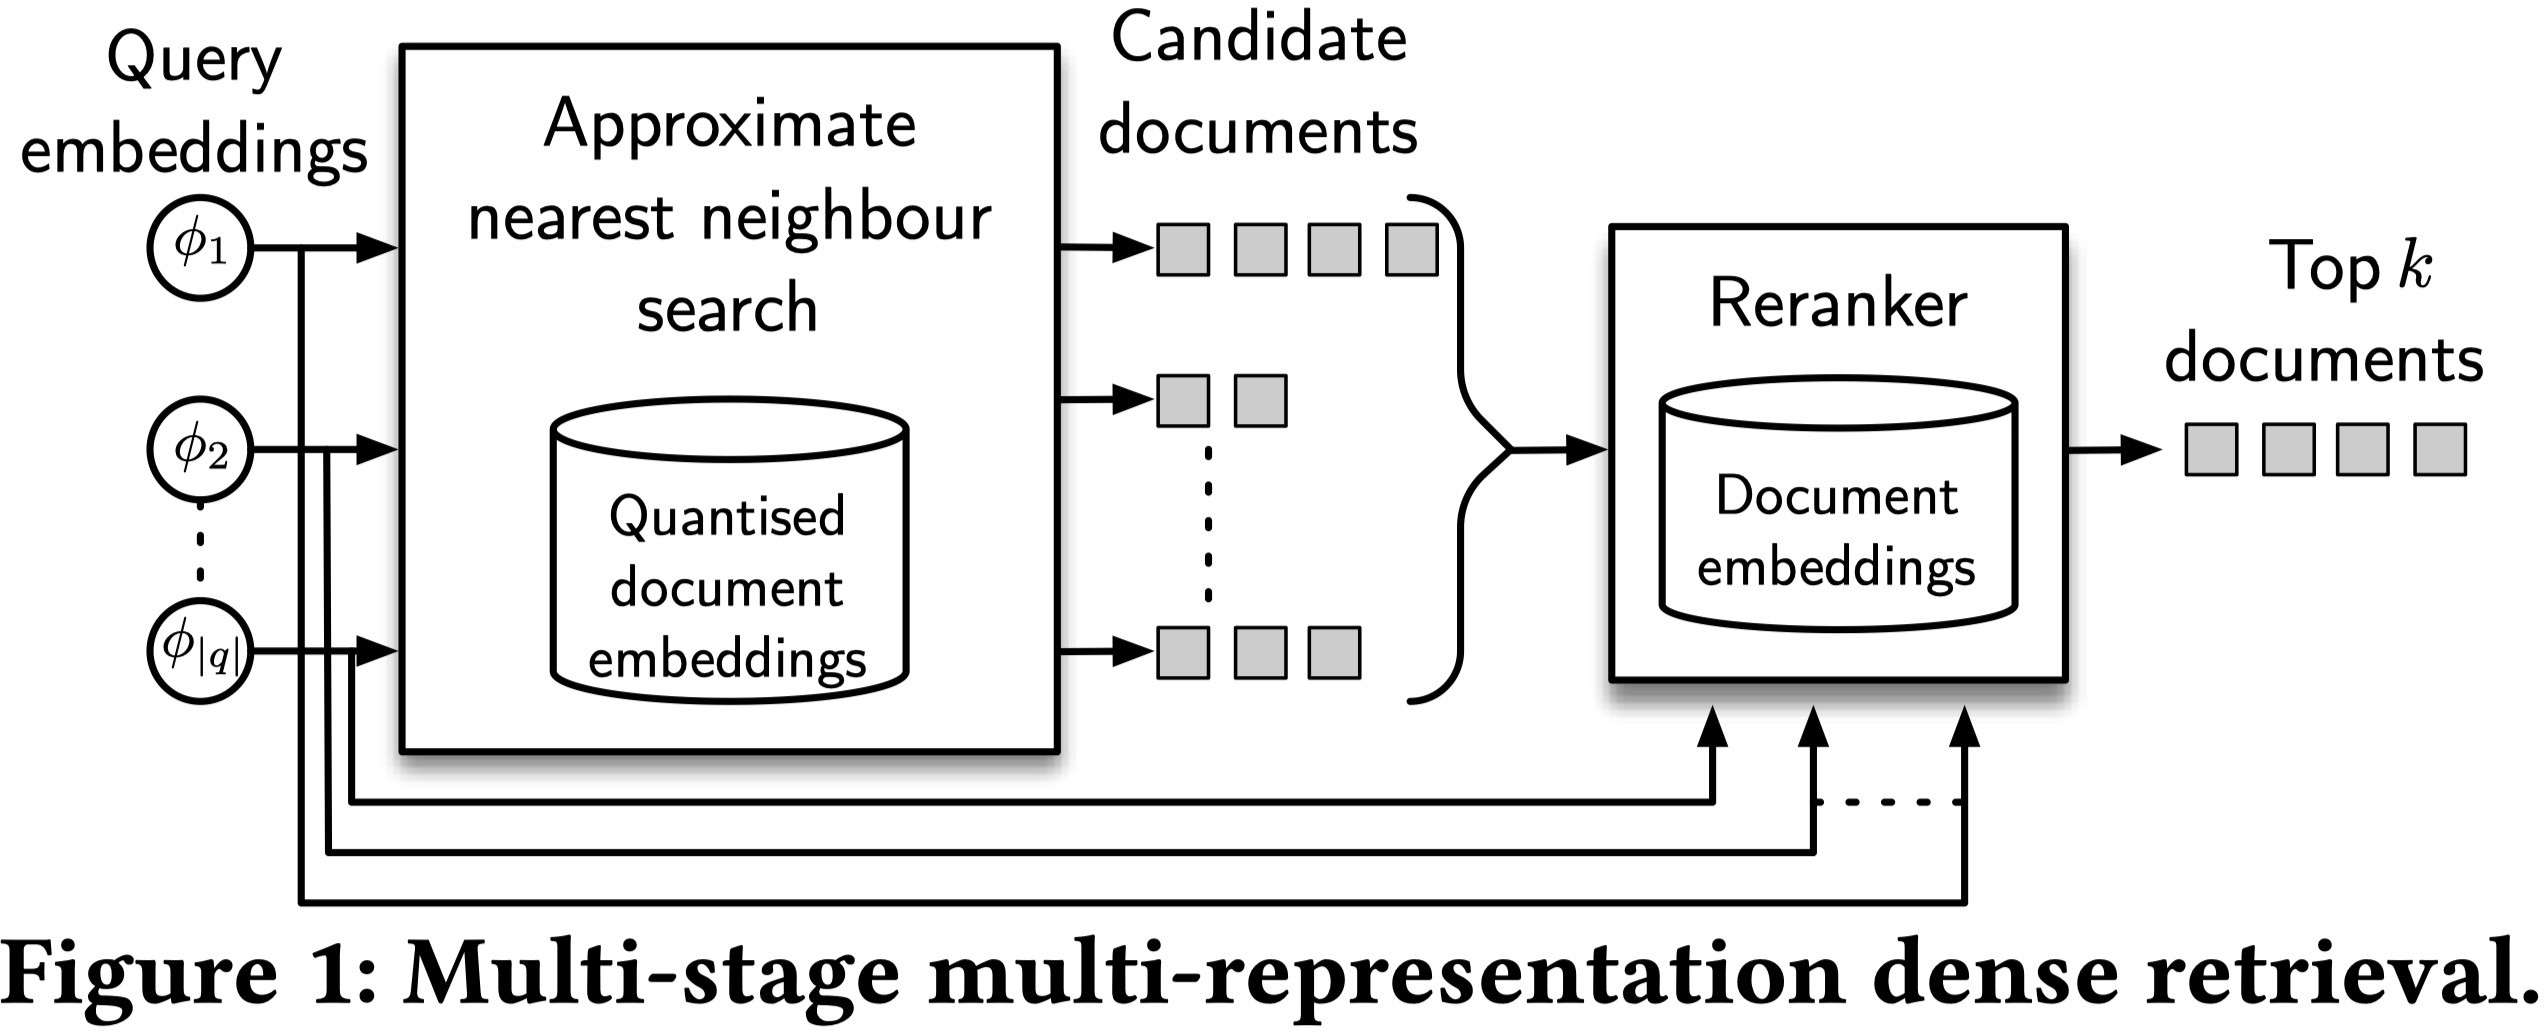 Query
embeddings
ϕ1
ϕ2
ϕ|q|
Approximate
nearest neighbour
search
Quantised
document
embeddings
Candidate
documents
Reranker
Document
embeddings
Top k
documents
Figure 1: Multi-stage multi-representation dense retrieval.